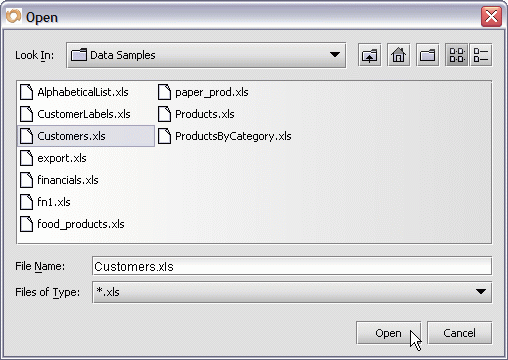 Open
Look In: Data Samples
AlphabeticalList.xls
CustomerLabels.xls
Customers.xls
export.xls
financials.xls
fn1.xls
food_products.xls
paper_prod.xls
Products.xls
ProductsByCategory.xls
File Name: Customers.xls
Files of Type: *.xls
Open Cancel